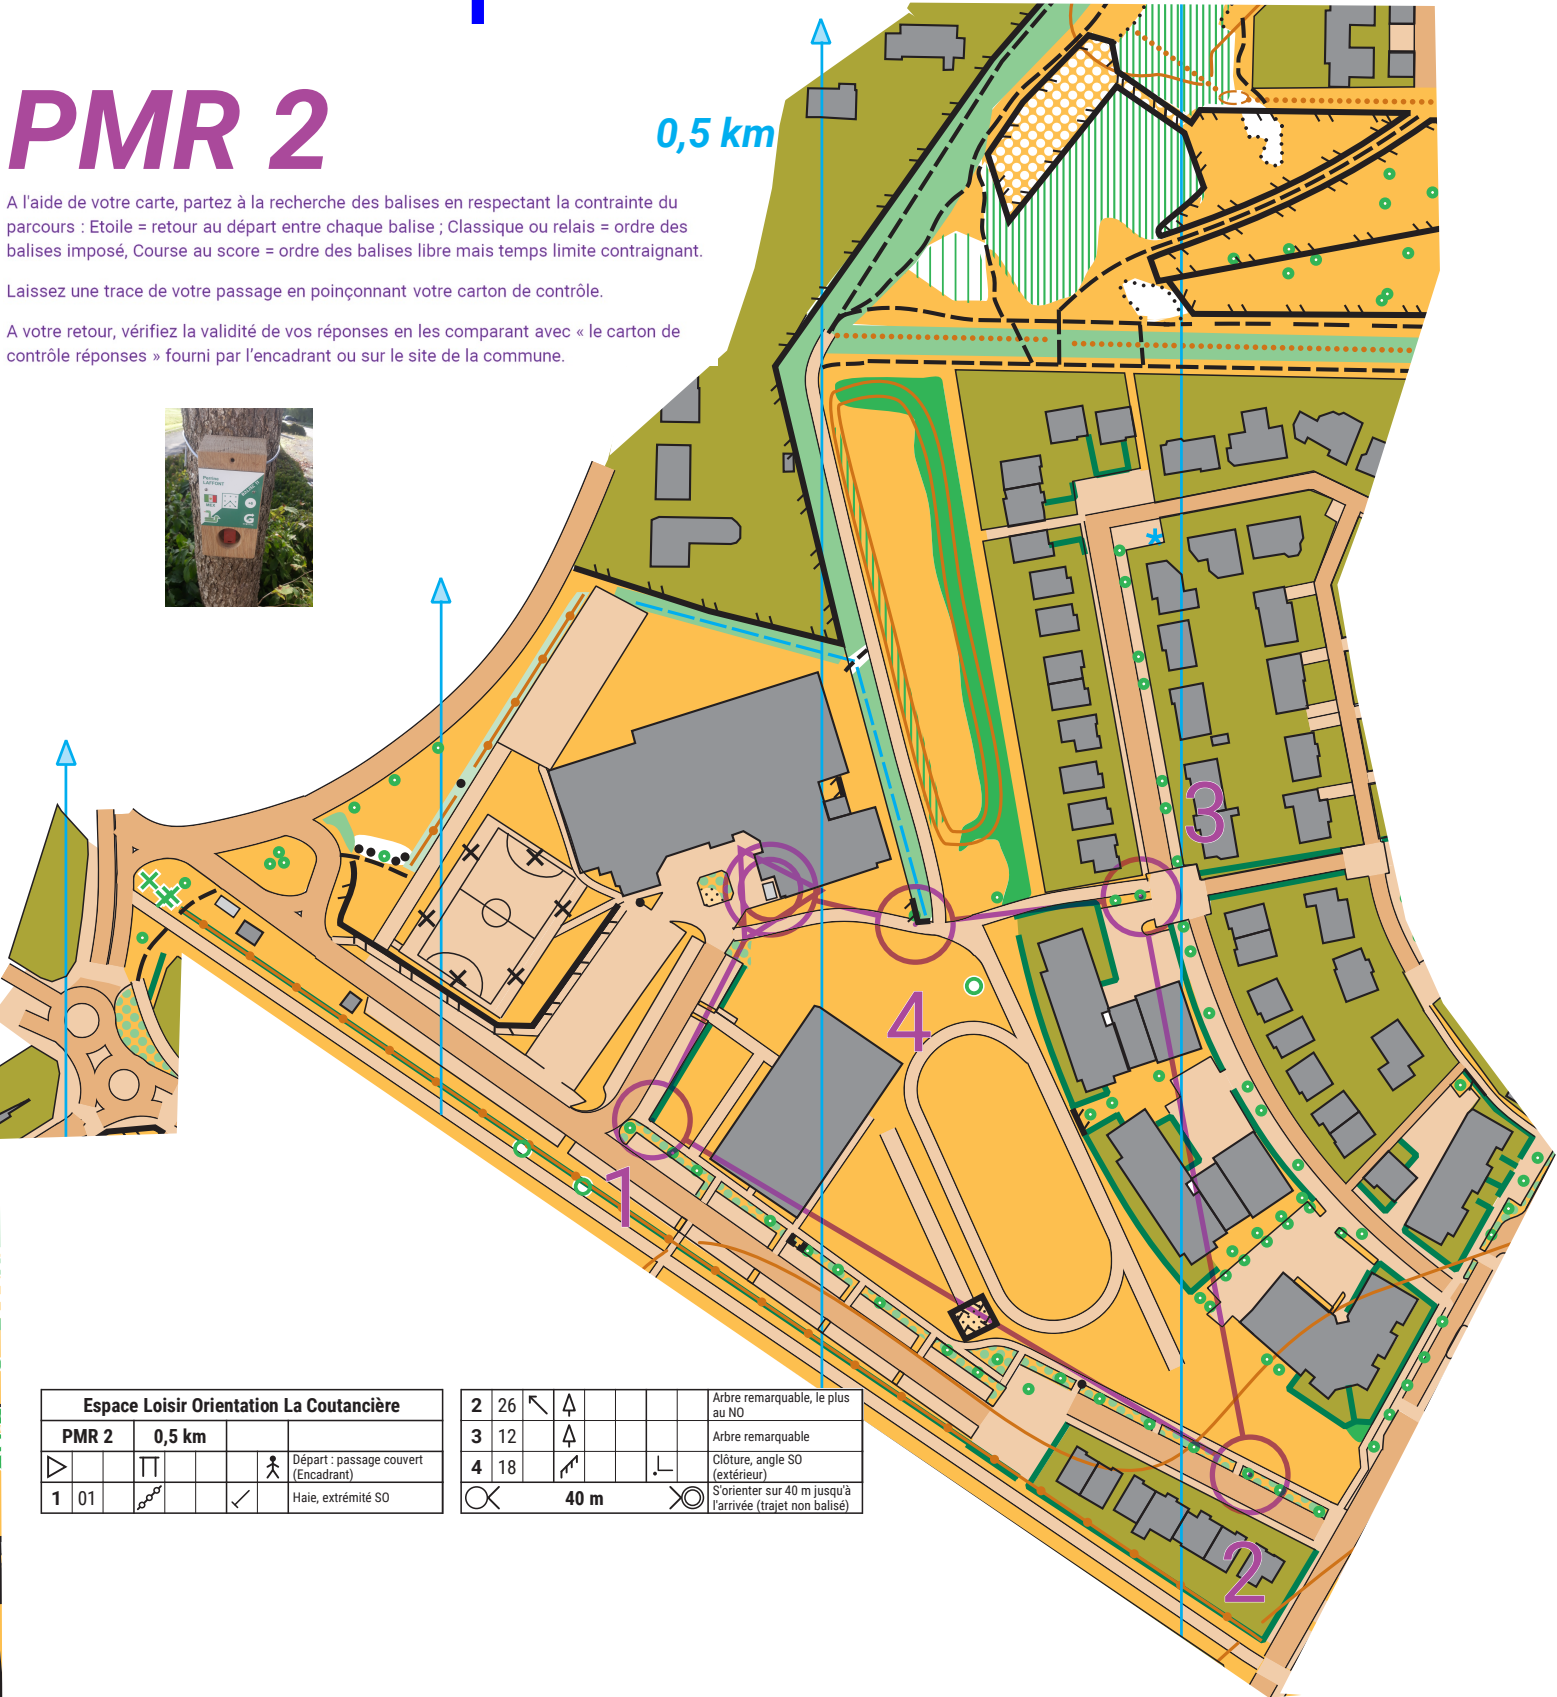 PMR 2
0,5 km
A l'aide de votre carte, partez à la recherche des balises en respectant la contrainte du
parcours : Etoile = retour au départ entre chaque balise ; Classique ou relais = ordre des
balises imposé, Course au score = ordre des balises libre mais temps limite contraignant.
Laissez une trace de votre passage en poinçonnant votre carton de contrôle.
A votre retour, vérifiez la validité de vos réponses en les comparant avec « le carton de
contrôle réponses » fourni par l'encadrant ou sur le site de la commune.
3
4
1
2
Espace Loisir Orientation La Coutancière
PMR 2 0,5 km
Départ : passage couvert
(Encadrant)
1 01 Haie, extrémité SO
2 26 Arbre remarquable, le plus
au NO
3 12 Arbre remarquable
4 18 Clôture, angle SO
(extérieur)
40 m S'orienter sur 40 m jusqu'à
l'arrivée (trajet non balisé)